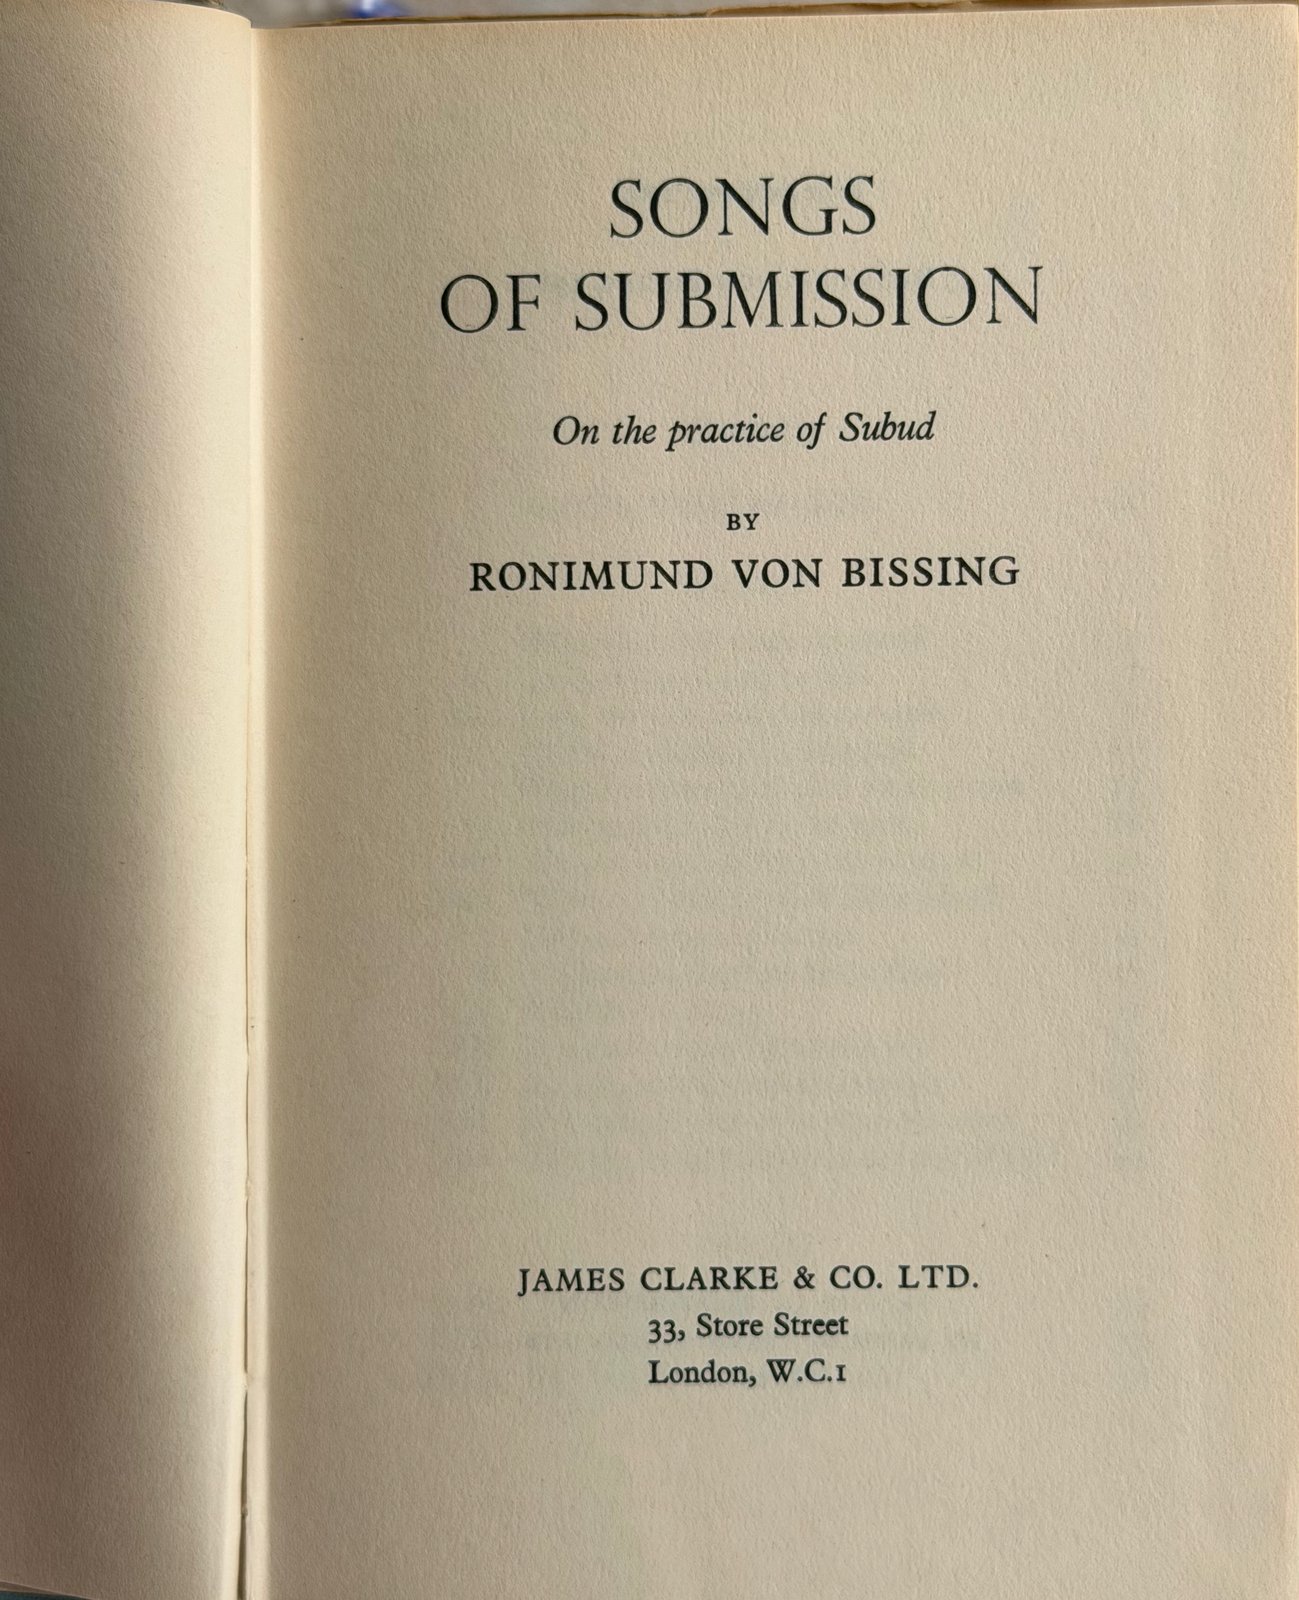 SONGS
OF SUBMISSION
On the practice of Subud
BY
RONIMUND VON BISSING
JAMES CLARKE & CO. LTD.
33, Store Street
London, W.C.1